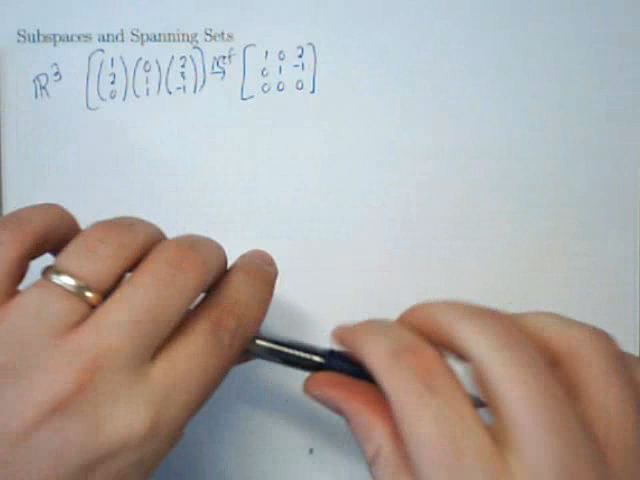 Subspaces and Spanning Sets
ℝ³ [(1 2 0) (0 1 1) (2 3 -1)] rref → [1 0 2
0 1 -1
0 0 0]